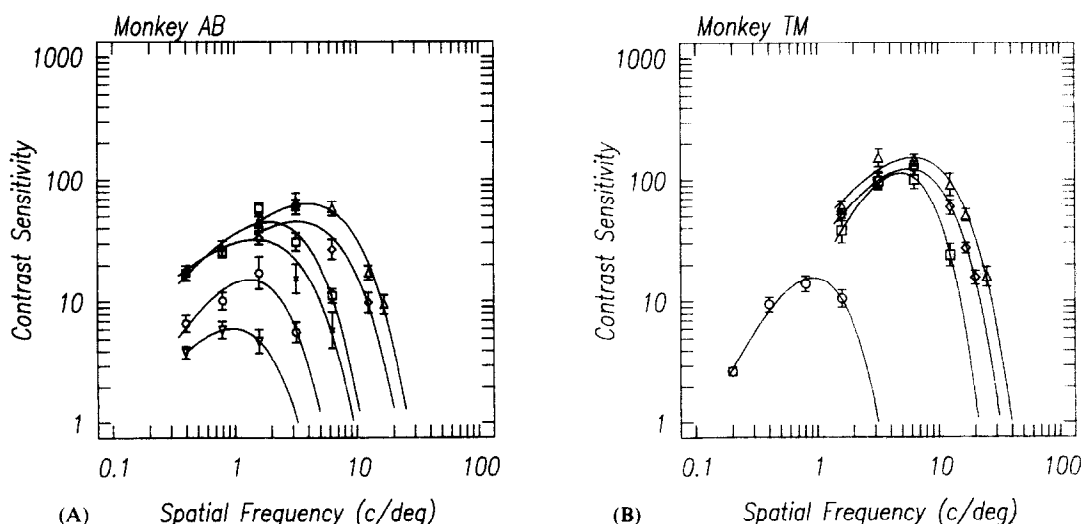 Monkey AB
1000
100
10
1
Contrast Sensitivity
0.1 1 10 100
(A) Spatial Frequency (c/deg)
Monkey TM
1000
100
10
1
Contrast Sensitivity
0.1 1 10 100
(B) Spatial Frequency (c/deg)